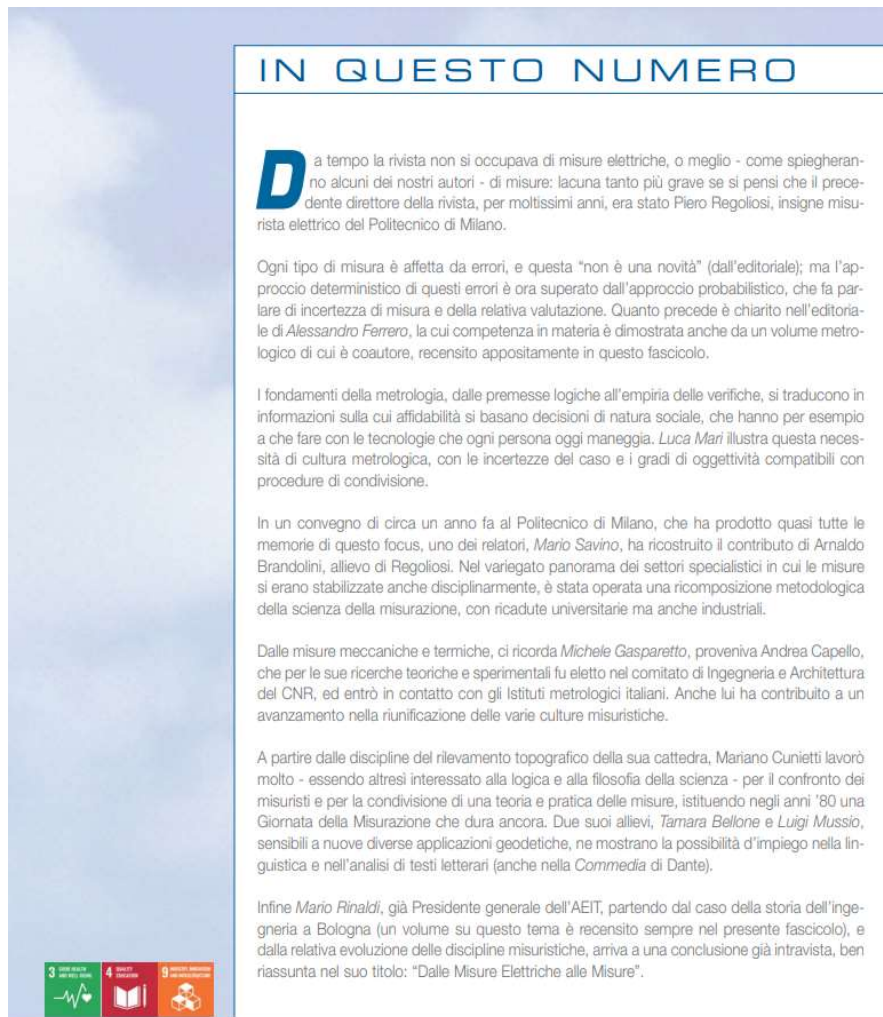 IN QUESTO NUMERO
Da tempo la rivista non si occupava di misure elettriche, o meglio - come spiegheran-
no alcuni dei nostri autori - di misure: lacuna tanto più grave se si pensi che il prece-
dente direttore della rivista, per moltissimi anni, era stato Piero Regoliosi, insigne misu-
rista elettrico del Politecnico di Milano.
Ogni tipo di misura è affetta da errori, e questa “non è una novità” (dall’editoriale); ma l’ap-
proccio deterministico di questi errori è ora superato dall’approccio probabilistico, che fa par-
lare di incertezza di misura e della relativa valutazione. Quanto precede è chiarito nell’editoria-
le di Alessandro Ferrero, la cui competenza in materia è dimostrata anche da un volume metro-
logico di cui è coautore, recensito appositamente in questo fascicolo.
I fondamenti della metrologia, dalle premesse logiche all’empiria delle verifiche, si traducono in
informazioni sulla cui affidabilità si basano decisioni di natura sociale, che hanno per esempio
a che fare con le tecnologie che ogni persona oggi maneggia. Luca Mari illustra questa neces-
sità di cultura metrologica, con le incertezze del caso e i gradi di oggettività compatibili con
procedure di condivisione.
In un convegno di circa un anno fa al Politecnico di Milano, che ha prodotto quasi tutte le
memorie di questo focus, uno dei relatori, Mario Savino, ha ricostruito il contributo di Arnaldo
Brandolini, allievo di Regoliosi. Nel variegato panorama dei settori specialistici in cui le misure
si erano stabilizzate anche disciplinarmente, è stata operata una ricomposizione metodologica
della scienza della misurazione, con ricadute universitarie ma anche industriali.
Dalle misure meccaniche e termiche, ci ricorda Michele Gasparetto, proveniva Andrea Capello,
che per le sue ricerche teoriche e sperimentali fu eletto nel comitato di Ingegneria e Architettura
del CNR, ed entrò in contatto con gli Istituti metrologici italiani. Anche lui ha contribuito a un
avanzamento nella riunificazione delle varie culture misuristiche.
A partire dalle discipline del rilevamento topografico della sua cattedra, Mariano Cunietti lavorò
molto - essendo altresì interessato alla logica e alla filosofia della scienza - per il confronto dei
misuristi e per la condivisione di una teoria e pratica delle misure, istituendo negli anni ’80 una
Giornata della Misurazione che dura ancora. Due suoi allievi, Tamara Bellone e Luigi Mussio,
sensibili a nuove diverse applicazioni geodetiche, ne mostrano la possibilità d’impiego nella lin-
guistica e nell’analisi di testi letterari (anche nella Commedia di Dante).
Infine Mario Rinaldi, già Presidente generale dell’AEIT, partendo dal caso della storia dell’inge-
gneria a Bologna (un volume su questo tema è recensito sempre nel presente fascicolo), e
dalla relativa evoluzione delle discipline misuristiche, arriva a una conclusione già intravista, ben
riassunta nel suo titolo: “Dalle Misure Elettriche alle Misure”.
3 GOOD HEALTH
AND WELL-BEING
4 QUALITY
EDUCATION
9 INDUSTRY, INNOVATION
AND INFRASTRUCTURE